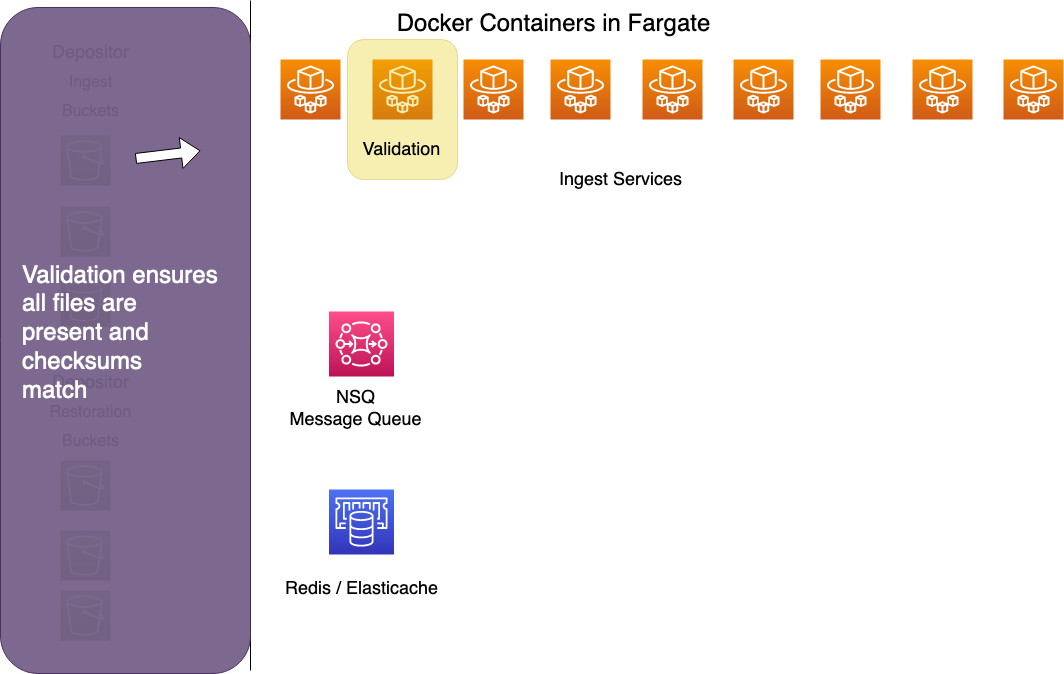 Docker Containers in Fargate
Depositor
Ingest
Buckets
Validation
Ingest Services
Validation ensures
all files are
present and
checksums
match
Depositor
Restoration
Buckets
NSQ
Message Queue
Redis / Elasticache